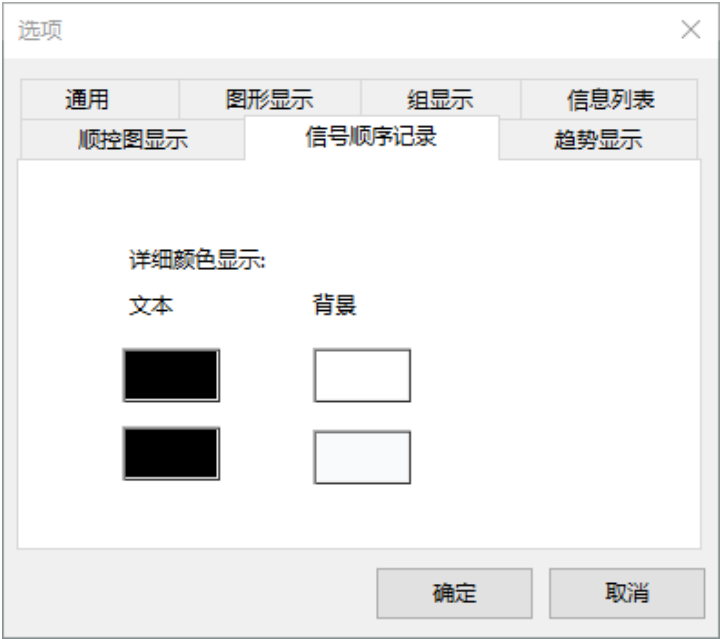 选项
通用 图形显示 组显示 信息列表
顺控图显示 信号顺序记录 趋势显示
详细颜色显示:
文本 背景
确定 取消